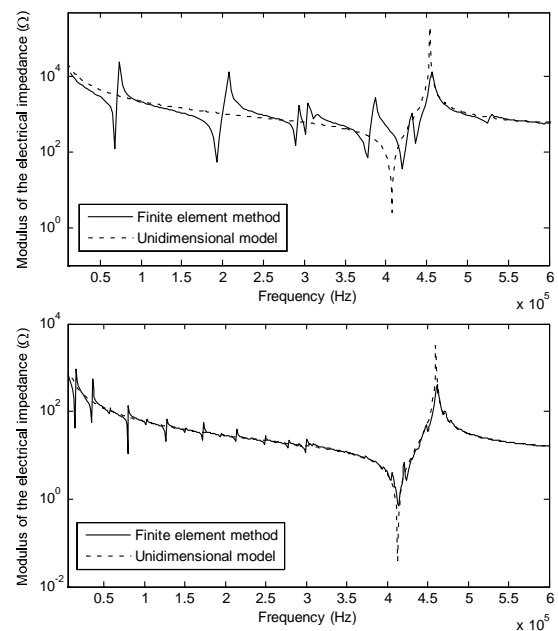 Modulus of the electrical impedance (Ω)
10^4
10^2
10^0
Finite element method
Unidimensional model
0.5 1 1.5 2 2.5 3 3.5 4 4.5 5 5.5 6
Frequency (Hz)
x 10^5
Modulus of the electrical impedance (Ω)
10^4
10^2
10^0
10^-2
Finite element method
Unidimensional model
0.5 1 1.5 2 2.5 3 3.5 4 4.5 5 5.5 6
Frequency (Hz)
x 10^5